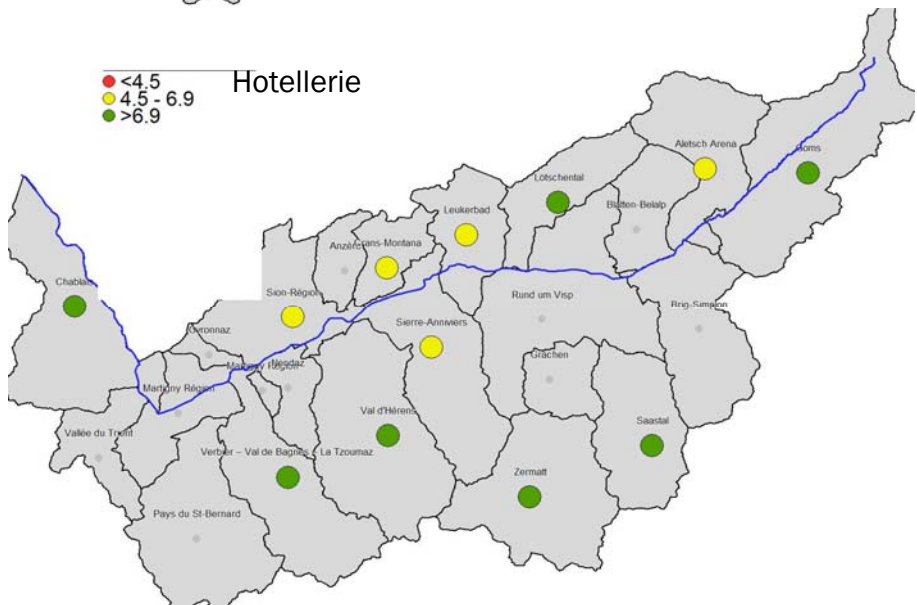 Hotellerie
<4.5
4.5 - 6.9
>6.9
Aletsch Arena
Goms
Lötschental
Blatten-Belalp
Leukerbad
Anzère
Crans-Montana
Chablais
Sion-Région
Rund um Visp
Brig-Simplon
Ovronnaz
Sierre-Anniviers
Martigny Région
Nendaz
Grächen
Martigny Région
Val d'Hérens
Saastal
Vallée du Trient
Verbier – Val de Bagnes – La Tzoumaz
Zermatt
Pays du St-Bernard